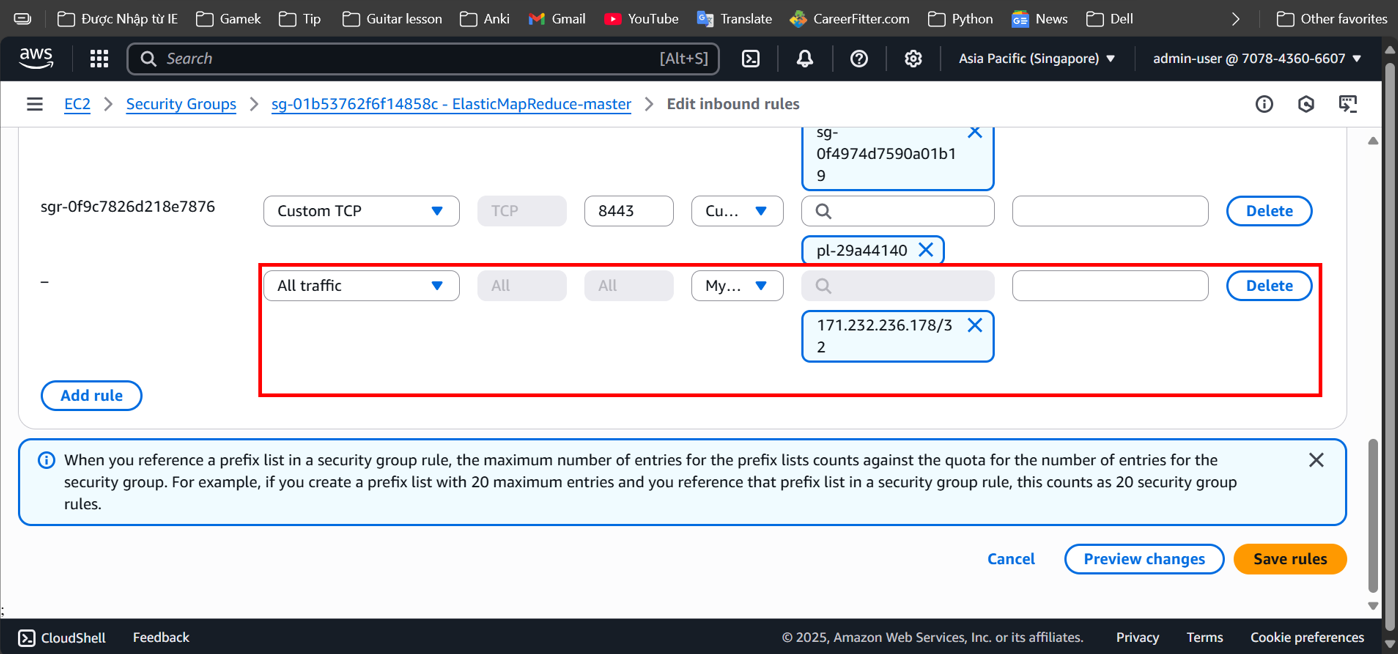 Được Nhập từ IE Gamek Tip Guitar lesson Anki Gmail YouTube Translate CareerFitter.com Python News Dell Other favorites
aws Search [Alt+S] Asia Pacific (Singapore) admin-user @ 7078-4360-6607
EC2 Security Groups sg-01b53762f6f14858c - ElasticMapReduce-master Edit inbound rules
sg-
0f4974d7590a01b1
9
sgr-0f9c7826d218e7876 Custom TCP TCP 8443 Cu... Delete
pl-29a44140
– All traffic All All My... Delete
171.232.236.178/3
2
Add rule
When you reference a prefix list in a security group rule, the maximum number of entries for the prefix lists counts against the quota for the number of entries for the
security group. For example, if you create a prefix list with 20 maximum entries and you reference that prefix list in a security group rule, this counts as 20 security group
rules.
Cancel Preview changes Save rules
;
CloudShell Feedback © 2025, Amazon Web Services, Inc. or its affiliates. Privacy Terms Cookie preferences